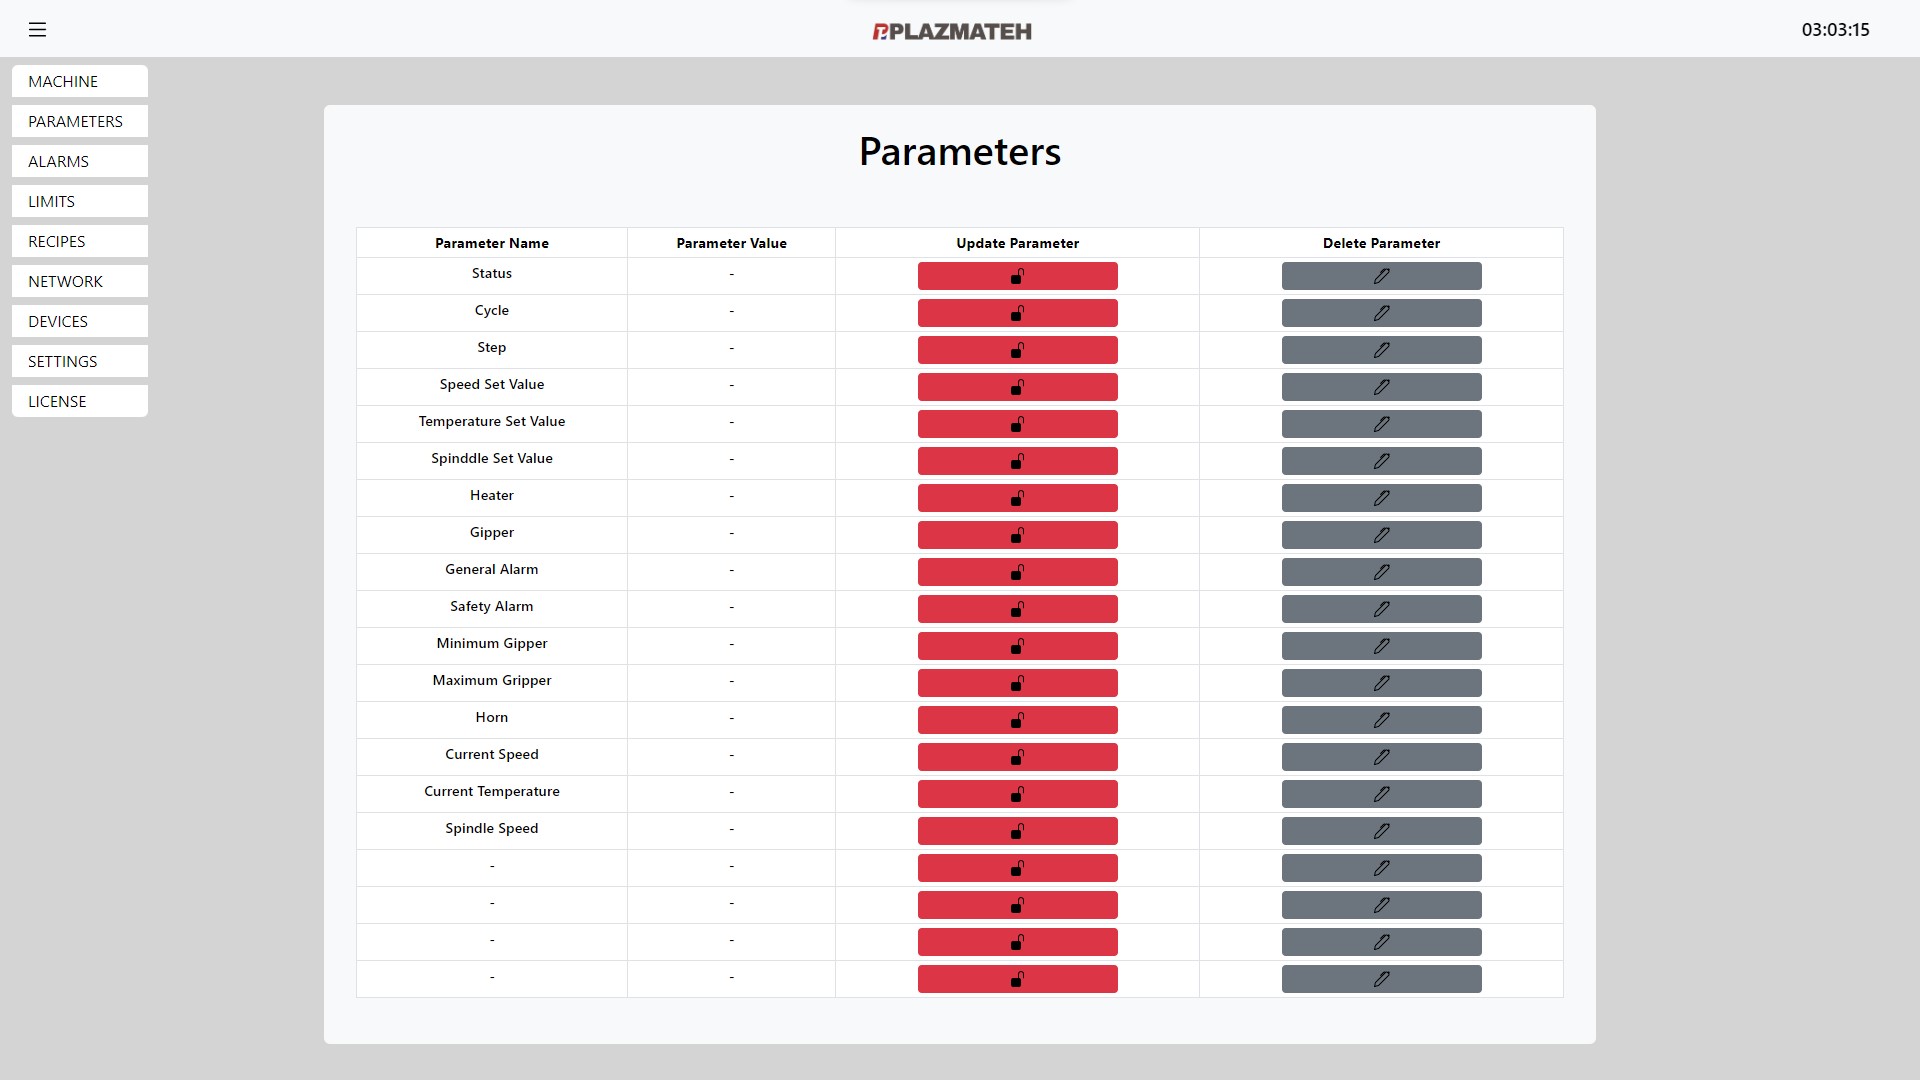 PPLAZMATEH
03:03:15
MACHINE
PARAMETERS
ALARMS
LIMITS
RECIPES
NETWORK
DEVICES
SETTINGS
LICENSE
Parameters
Parameter Name Parameter Value Update Parameter Delete Parameter
Status -
Cycle -
Step -
Speed Set Value -
Temperature Set Value -
Spinddle Set Value -
Heater -
Gipper -
General Alarm -
Safety Alarm -
Minimum Gipper -
Maximum Gripper -
Horn -
Current Speed -
Current Temperature -
Spindle Speed -
- -
- -
- -
- -